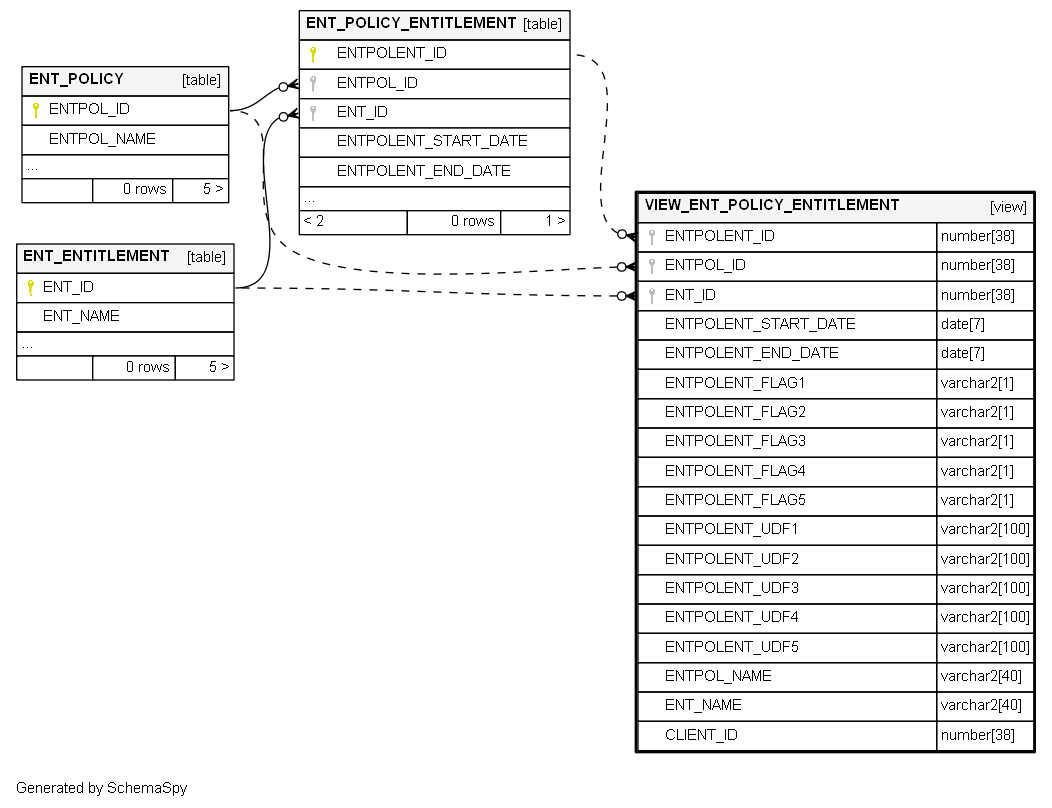 ENT_POLICY_ENTITLEMENT [table]
ENTPOLENT_ID
ENTPOL_ID
ENT_ID
ENTPOLENT_START_DATE
ENTPOLENT_END_DATE
...
< 2 0 rows 1 >
ENT_POLICY [table]
ENTPOL_ID
ENTPOL_NAME
...
0 rows 5 >
ENT_ENTITLEMENT [table]
ENT_ID
ENT_NAME
...
0 rows 5 >
VIEW_ENT_POLICY_ENTITLEMENT [view]
ENTPOLENT_ID number[38]
ENTPOL_ID number[38]
ENT_ID number[38]
ENTPOLENT_START_DATE date[7]
ENTPOLENT_END_DATE date[7]
ENTPOLENT_FLAG1 varchar2[1]
ENTPOLENT_FLAG2 varchar2[1]
ENTPOLENT_FLAG3 varchar2[1]
ENTPOLENT_FLAG4 varchar2[1]
ENTPOLENT_FLAG5 varchar2[1]
ENTPOLENT_UDF1 varchar2[100]
ENTPOLENT_UDF2 varchar2[100]
ENTPOLENT_UDF3 varchar2[100]
ENTPOLENT_UDF4 varchar2[100]
ENTPOLENT_UDF5 varchar2[100]
ENTPOL_NAME varchar2[40]
ENT_NAME varchar2[40]
CLIENT_ID number[38]
Generated by SchemaSpy